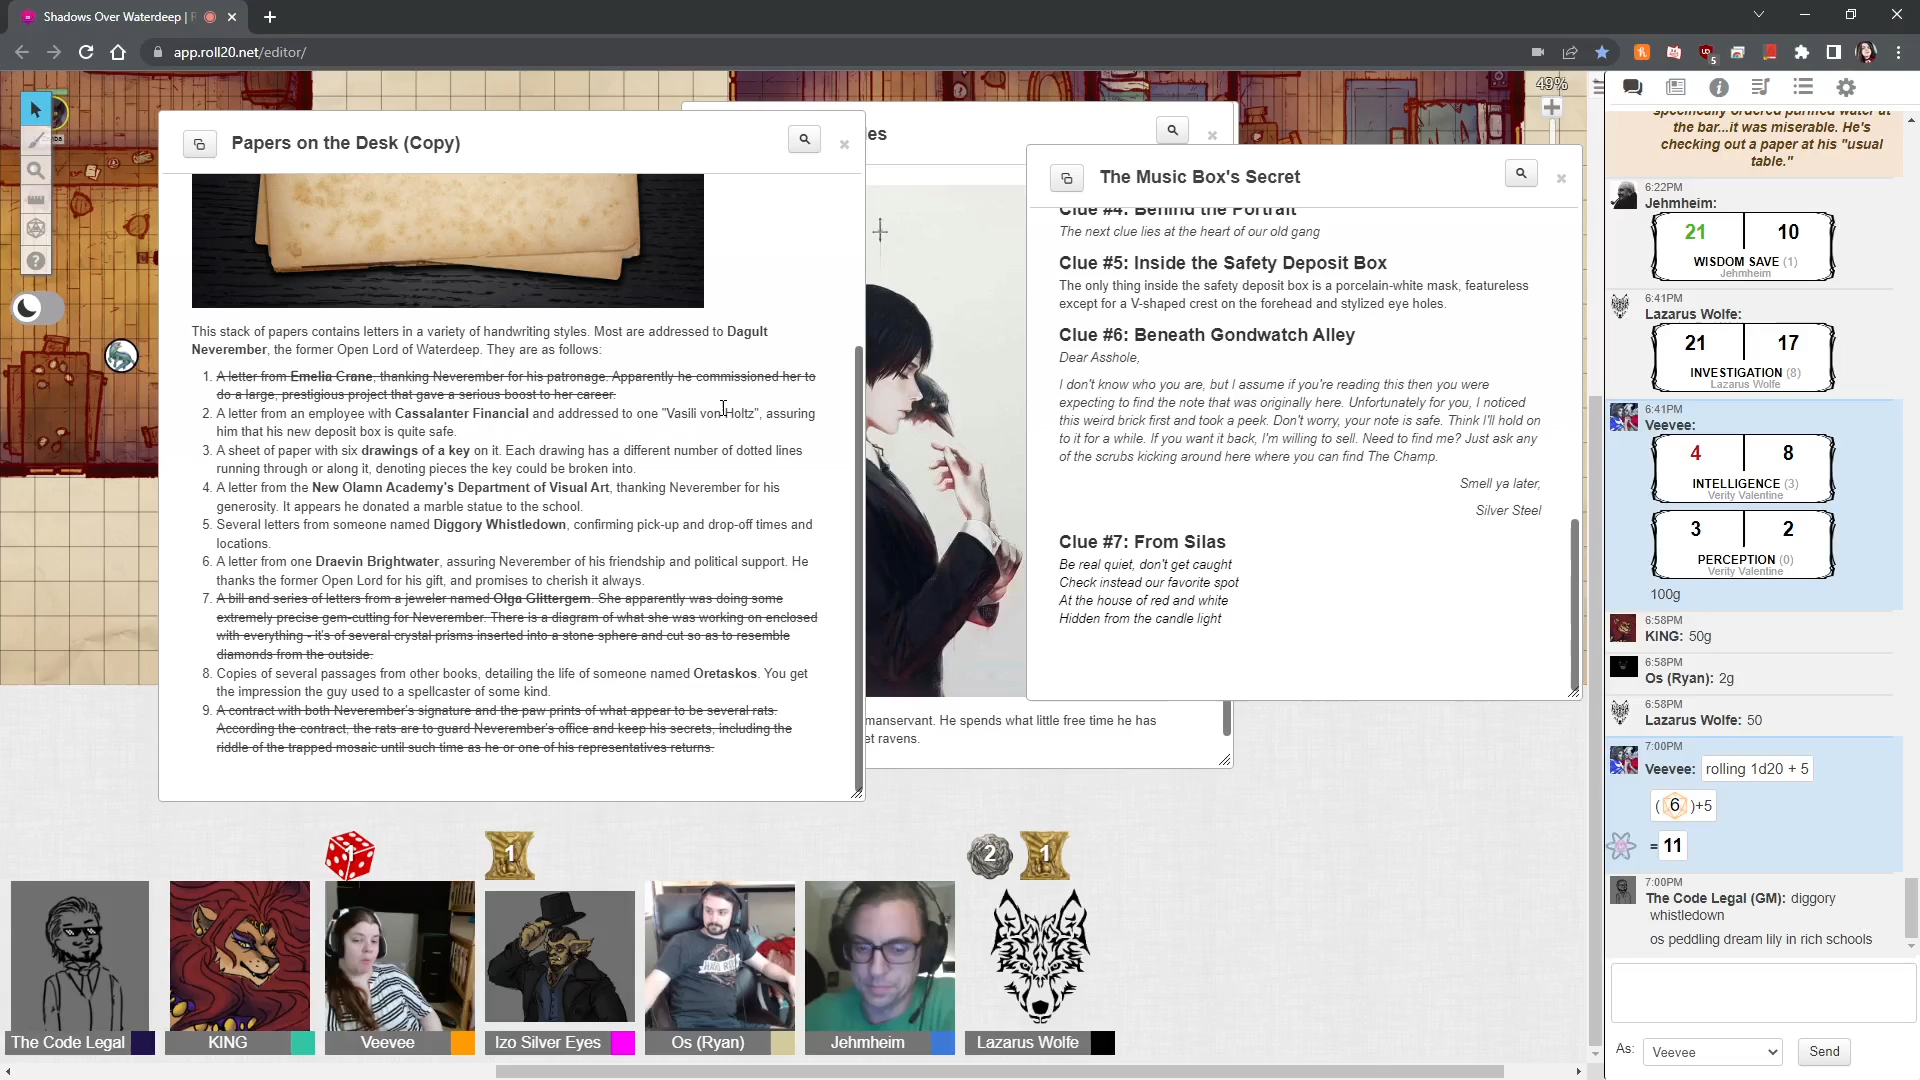 Shadows Over Waterdeep | R
app.roll20.net/editor/
5
49%
Papers on the Desk (Copy)
This stack of papers contains letters in a variety of handwriting styles. Most are addressed to Dagult
Neverember, the former Open Lord of Waterdeep. They are as follows:
1. A letter from Emelia Crane, thanking Neverember for his patronage. Apparently he commissioned her to
do a large, prestigious project that gave a serious boost to her career.
2. A letter from an employee with Cassalanter Financial and addressed to one "Vasili von Holtz", assuring
him that his new deposit box is quite safe.
3. A sheet of paper with six drawings of a key on it. Each drawing has a different number of dotted lines
running through or along it, denoting pieces the key could be broken into.
4. A letter from the New Olamn Academy's Department of Visual Art, thanking Neverember for his
generosity. It appears he donated a marble statue to the school.
5. Several letters from someone named Diggory Whistledown, confirming pick-up and drop-off times and
locations.
6. A letter from one Draevin Brightwater, assuring Neverember of his friendship and political support. He
thanks the former Open Lord for his gift, and promises to cherish it always.
7. A bill and series of letters from a jeweler named Olga Glittergem. She apparently was doing some
extremely precise gem-cutting for Neverember. There is a diagram of what she was working on enclosed
with everything - it's of several crystal prisms inserted into a stone sphere and cut so as to resemble
diamonds from the outside.
8. Copies of several passages from other books, detailing the life of someone named Oretaskos. You get
the impression the guy used to a spellcaster of some kind.
9. A contract with both Neverember's signature and the paw prints of what appear to be several rats.
According the contract, the rats are to guard Neverember's office and keep his secrets, including the
riddle of the trapped mosaic until such time as he or one of his representatives returns.
es
manservant. He spends what little free time he has
et ravens.
The Music Box's Secret
Clue #4: Behind the Portrait
The next clue lies at the heart of our old gang
Clue #5: Inside the Safety Deposit Box
The only thing inside the safety deposit box is a porcelain-white mask, featureless
except for a V-shaped crest on the forehead and stylized eye holes.
Clue #6: Beneath Gondwatch Alley
Dear Asshole,
I don't know who you are, but I assume if you're reading this then you were
expecting to find the note that was originally here. Unfortunately for you, I noticed
this weird brick first and took a peek. Don't worry, your note is safe. Think I'll hold on
to it for a while. If you want it back, I'm willing to sell. Need to find me? Just ask any
of the scrubs kicking around here where you can find The Champ.
Smell ya later,
Silver Steel
Clue #7: From Silas
Be real quiet, don't get caught
Check instead our favorite spot
At the house of red and white
Hidden from the candle light
specifically ordered purified water at
the bar...it was miserable. He's
checking out a paper at his "usual
table."
6:22PM
Jehmheim:
21 10
WISDOM SAVE (1)
Jehmheim
6:41PM
Lazarus Wolfe:
21 17
INVESTIGATION (8)
Lazarus Wolfe
6:41PM
Veevee:
4 8
INTELLIGENCE (3)
Verity Valentine
3 2
PERCEPTION (0)
Verity Valentine
100g
6:58PM
KING: 50g
6:58PM
Os (Ryan): 2g
6:58PM
Lazarus Wolfe: 50
7:00PM
Veevee: rolling 1d20 + 5
(6)+5
=11
7:00PM
The Code Legal (GM): diggory
whistledown
os peddling dream lily in rich schools
As: Veevee Send
1 1 2 1
The Code Legal
KING
Veevee
Izo Silver Eyes
Os (Ryan)
Jehmheim
Lazarus Wolfe